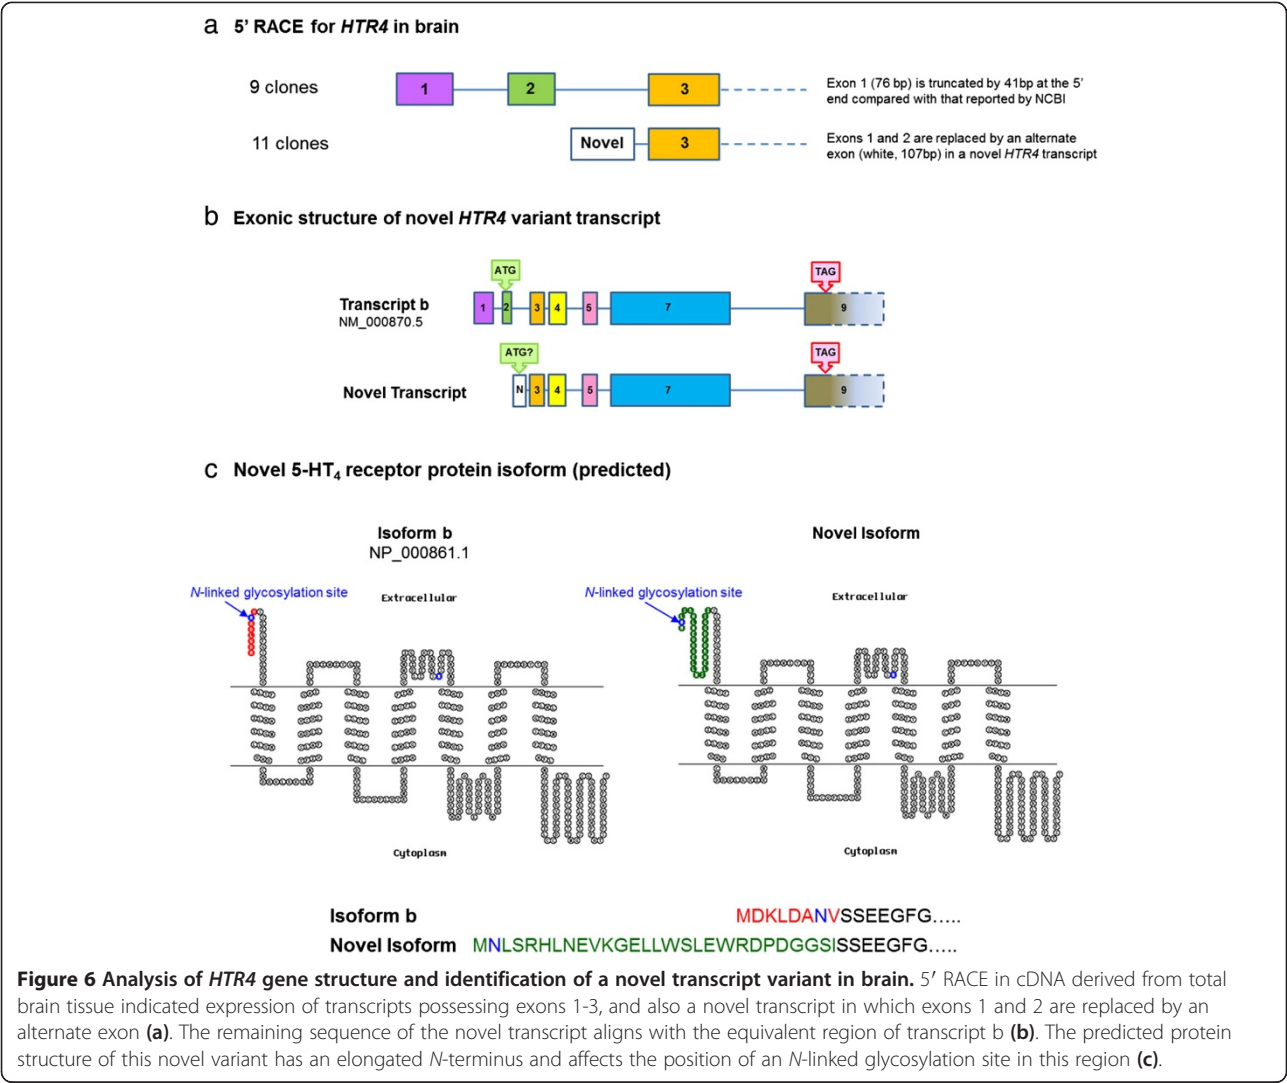 a 5’ RACE for HTR4 in brain
9 clones
1
2
3
Exon 1 (76 bp) is truncated by 41bp at the 5’
end compared with that reported by NCBI
11 clones
Novel
3
Exons 1 and 2 are replaced by an alternate
exon (white, 107bp) in a novel HTR4 transcript
b Exonic structure of novel HTR4 variant transcript
ATG
TAG
Transcript b
NM_000870.5
1
2
3
4
5
7
9
ATG?
TAG
Novel Transcript
N
3
4
5
7
9
c Novel 5-HT4 receptor protein isoform (predicted)
Isoform b
NP_000861.1
Novel Isoform
N-linked glycosylation site
Extracellular
N-linked glycosylation site
Extracellular
Cytoplasm
Cytoplasm
Isoform b MDKLDANVSSEEGFG.....
Novel Isoform MNLSRHLNEVKGELLWSLEWRDPDGGSISSEEGFG.....
Figure 6 Analysis of HTR4 gene structure and identification of a novel transcript variant in brain. 5′ RACE in cDNA derived from total
brain tissue indicated expression of transcripts possessing exons 1-3, and also a novel transcript in which exons 1 and 2 are replaced by an
alternate exon (a). The remaining sequence of the novel transcript aligns with the equivalent region of transcript b (b). The predicted protein
structure of this novel variant has an elongated N-terminus and affects the position of an N-linked glycosylation site in this region (c).